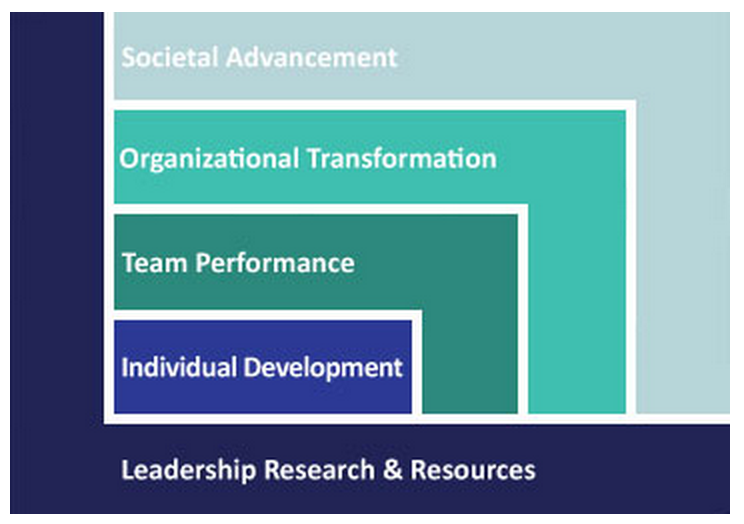 Societal Advancement
Organizational Transformation
Team Performance
Individual Development
Leadership Research & Resources